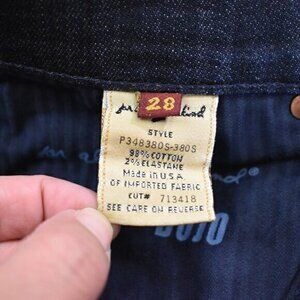 28
STYLE
P348380S-380S
98% COTTON
2% ELASTANE
MADE IN U.S.A.
OF IMPORTED FABRIC
CUT# 713418
SEE CARE ON REVERSE
DOJO